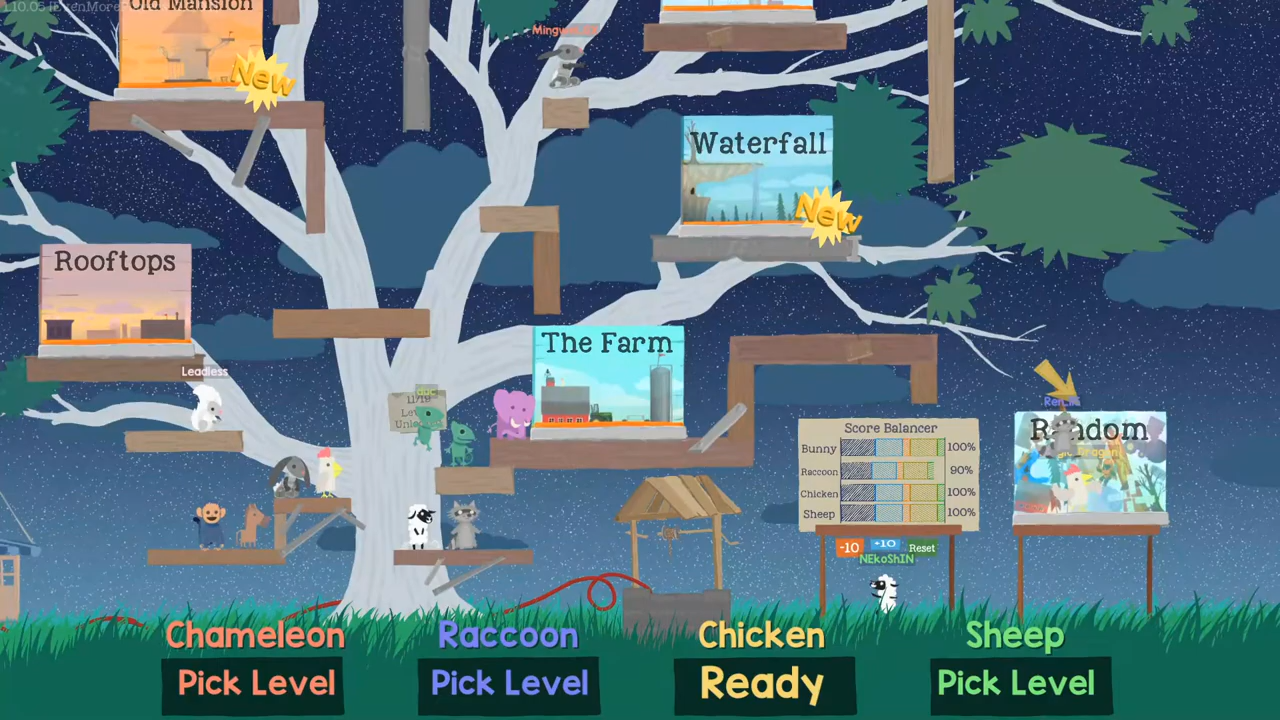 Old Mansion
New
Waterfall
New
Rooftops
The Farm
Leadless
Random
Score Balancer
Bunny 100%
Raccoon 90%
Chicken 100%
Sheep 100%
-10 +10 Reset
NEkoShIN
Chameleon
Pick Level
Raccoon
Pick Level
Chicken
Ready
Sheep
Pick Level